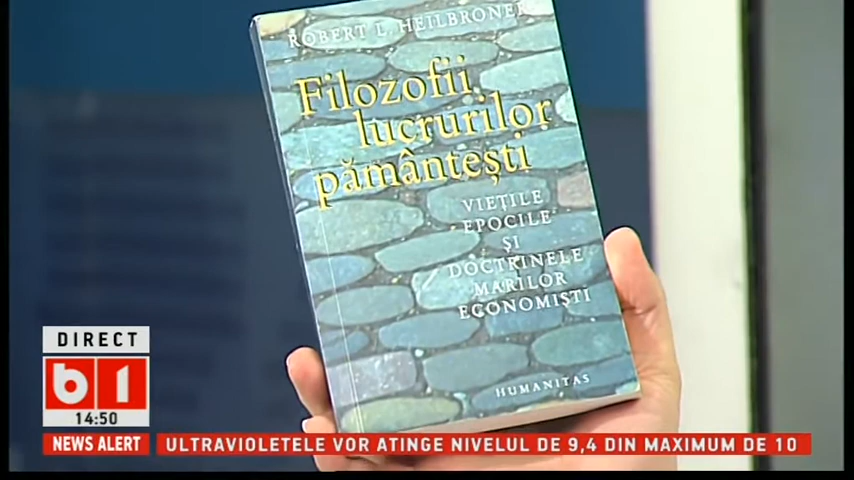 ROBERT L. HEILBRONER
Filozofii
lucrurilor
pământești
VIEȚILE
EPOCILE
ȘI
DOCTRINELE
MARILOR
ECONOMIȘTI
HUMANITAS
DIRECT
b1
14:50
NEWS ALERT
ULTRAVIOLETELE VOR ATINGE NIVELUL DE 9,4 DIN MAXIMUM DE 10